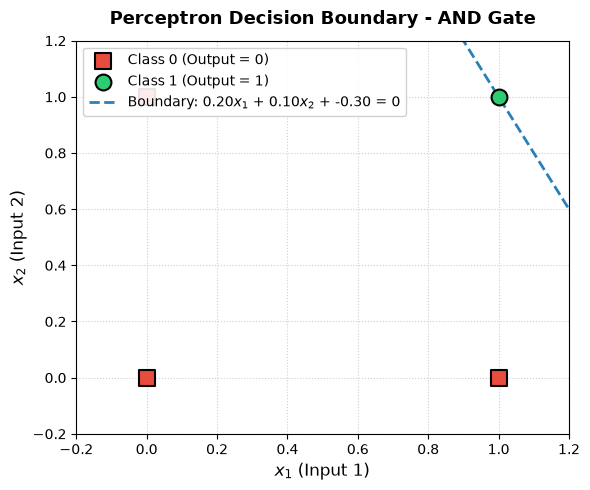 Perceptron Decision Boundary - AND Gate
Class 0 (Output = 0)
Class 1 (Output = 1)
Boundary: 0.20x₁ + 0.10x₂ + -0.30 = 0
1.2
1.0
0.8
0.6
0.4
0.2
0.0
−0.2
x₂ (Input 2)
−0.2
0.0
0.2
0.4
0.6
0.8
1.0
1.2
x₁ (Input 1)